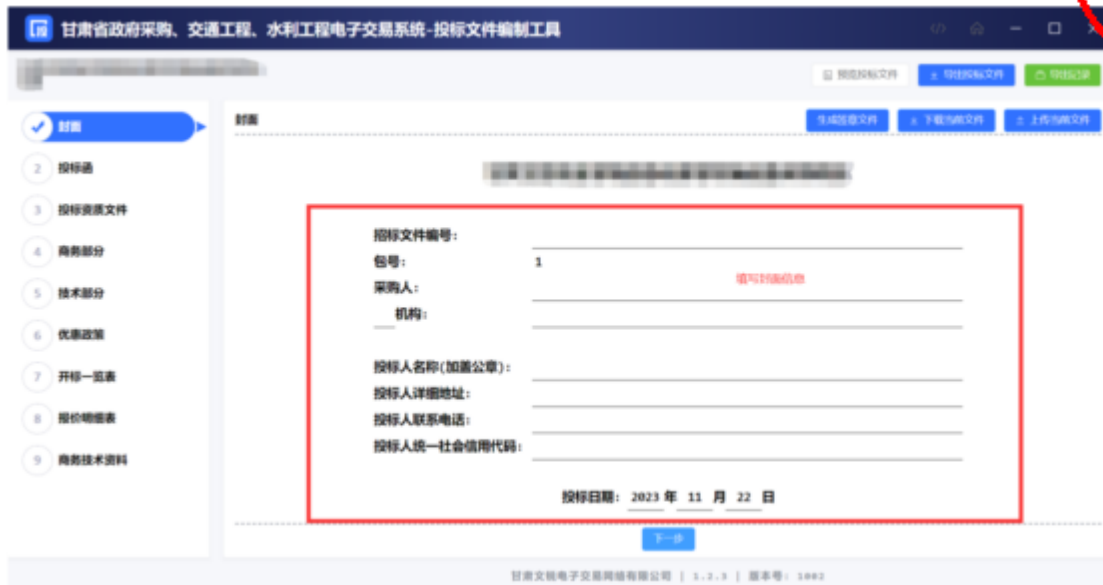 甘肃省政府采购、交通工程、水利工程电子交易系统-投标文件编制工具
预览投标文件 导出投标文件 导出记录
封面
生成签章文件 下载当前文件 上传当前文件
封面
2 投标函
3 投标资质文件
4 商务部分
5 技术部分
6 优惠政策
7 开标一览表
8 报价明细表
9 商务技术资料
招标文件编号：
包号： 1
填写封面信息
采购人：
机构：
投标人名称(加盖公章)：
投标人详细地址：
投标人联系电话：
投标人统一社会信用代码：
投标日期： 2023 年 11 月 22 日
下一步
甘肃文锐电子交易网络有限公司 | 1.2.3 | 版本号: 1002